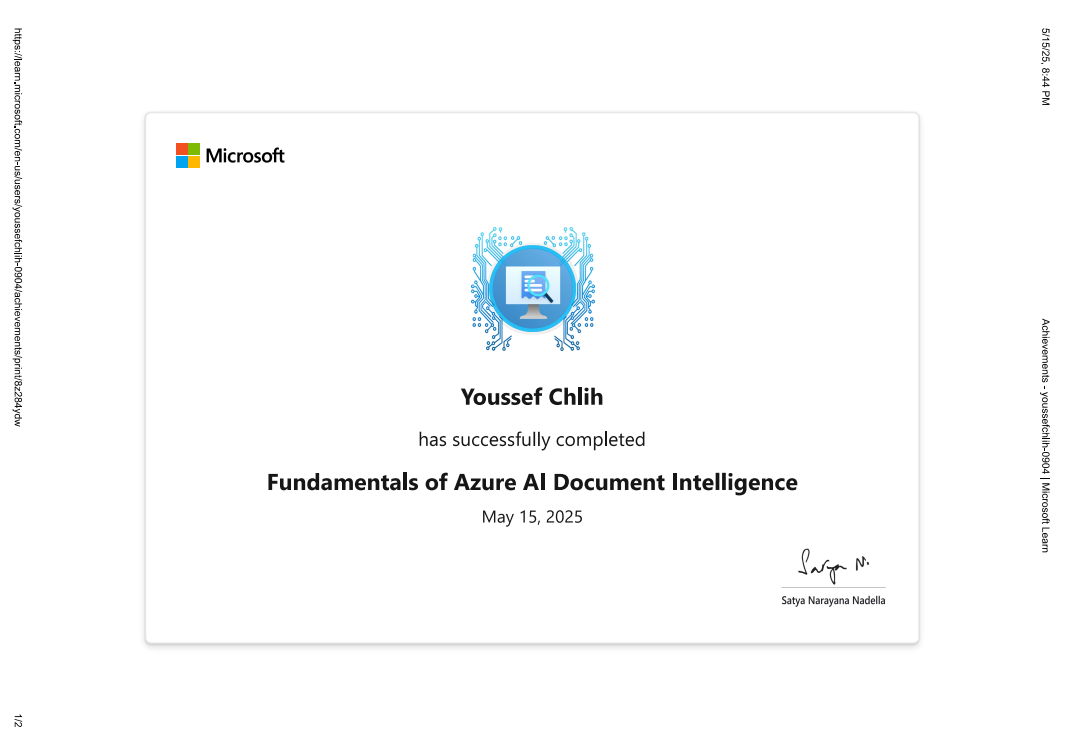 5/15/25, 8:44 PM
Achievements - youssefchlih-0904 | Microsoft Learn
Microsoft
Youssef Chlih
has successfully completed
Fundamentals of Azure AI Document Intelligence
May 15, 2025
Satya N.
Satya Narayana Nadella
https://learn.microsoft.com/en-us/users/youssefchlih-0904/achievements/print/8z284ydw
1/2